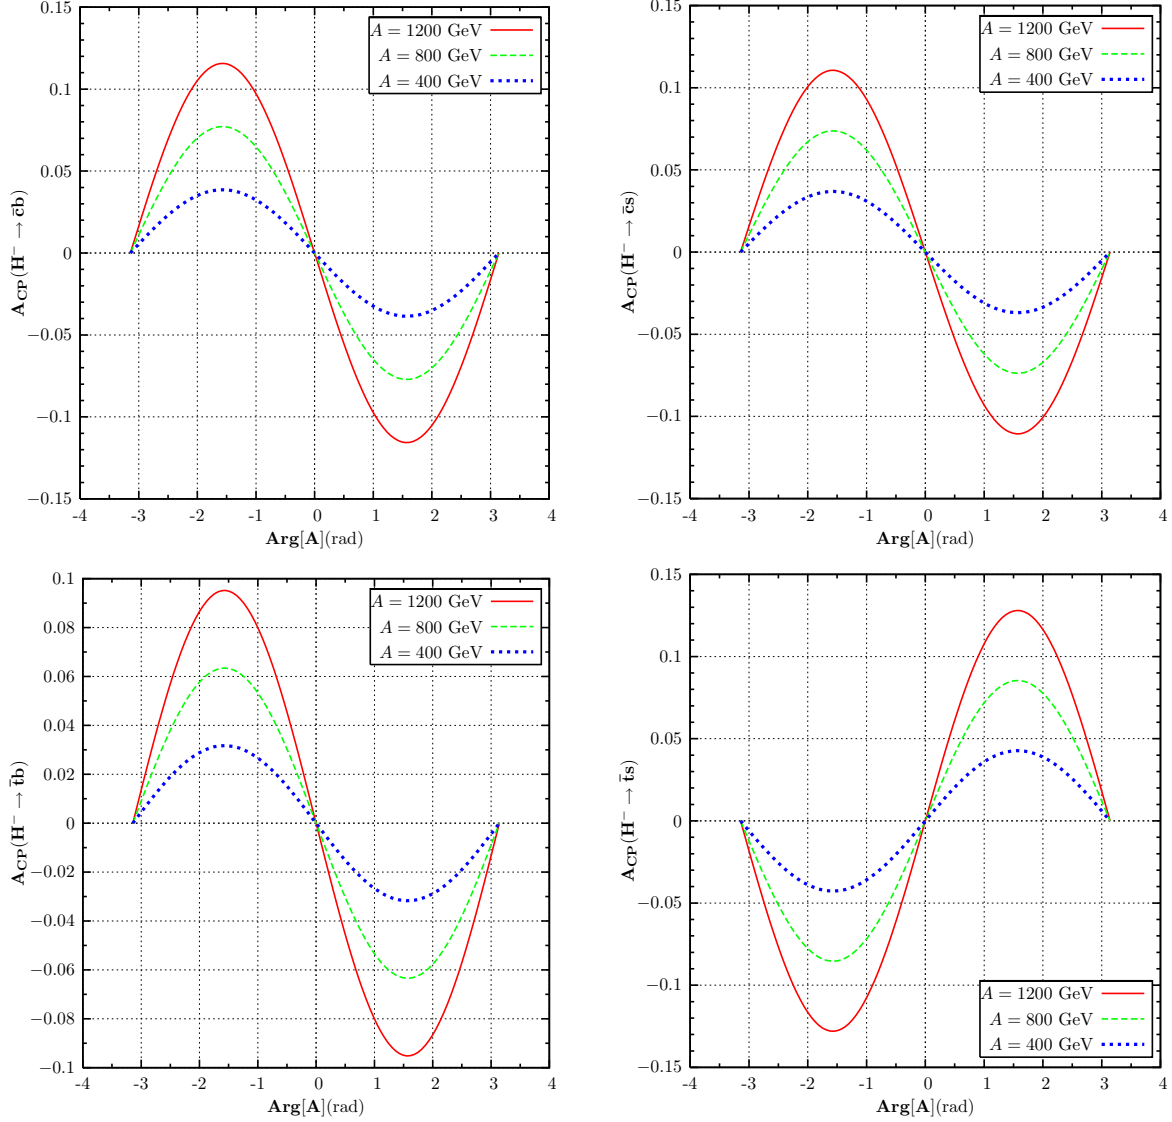 0.15
0.1
0.05
0
−0.05
−0.1
−0.15
-4 -3 -2 -1 0 1 2 3 4
A_CP(H⁻ → c̄b)
Arg[A](rad)
A = 1200 GeV
A = 800 GeV
A = 400 GeV
0.15
0.1
0.05
0
−0.05
−0.1
−0.15
-4 -3 -2 -1 0 1 2 3 4
A_CP(H⁻ → c̄s)
Arg[A](rad)
A = 1200 GeV
A = 800 GeV
A = 400 GeV
0.1
0.08
0.06
0.04
0.02
0
−0.02
−0.04
−0.06
−0.08
−0.1
-4 -3 -2 -1 0 1 2 3 4
A_CP(H⁻ → t̄b)
Arg[A](rad)
A = 1200 GeV
A = 800 GeV
A = 400 GeV
0.15
0.1
0.05
0
−0.05
−0.1
−0.15
-4 -3 -2 -1 0 1 2 3 4
A_CP(H⁻ → t̄s)
Arg[A](rad)
A = 1200 GeV
A = 800 GeV
A = 400 GeV